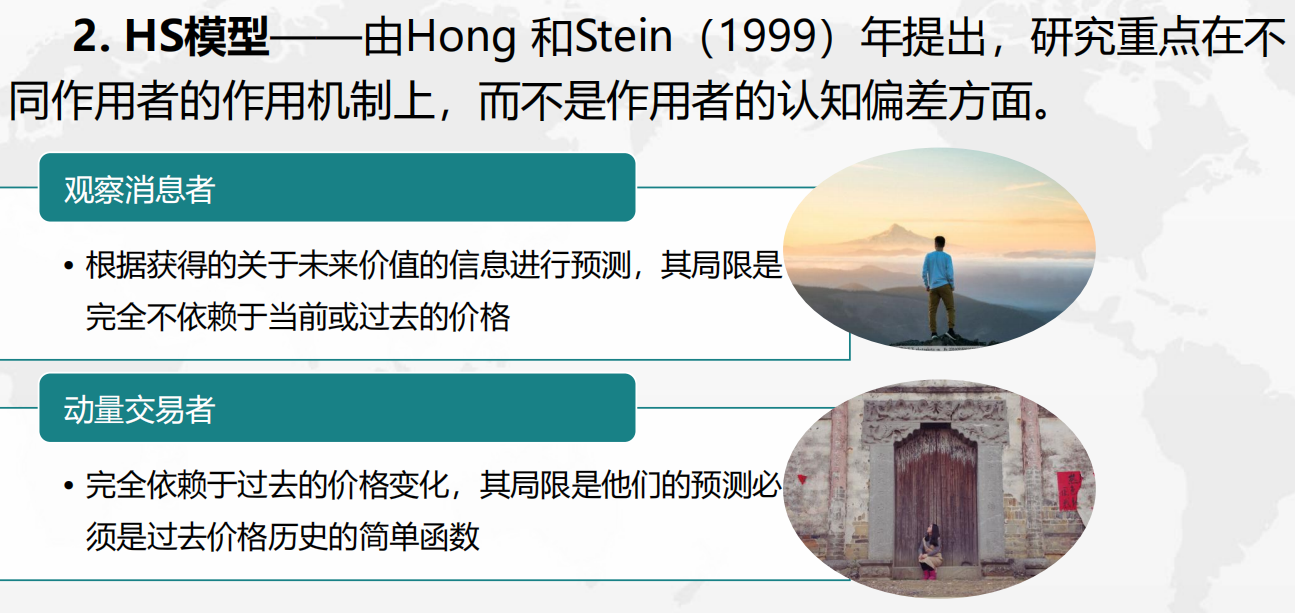 2. HS模型——由Hong 和Stein（1999）年提出，研究重点在不
同作用者的作用机制上，而不是作用者的认知偏差方面。
观察消息者
• 根据获得的关于未来价值的信息进行预测，其局限是
完全不依赖于当前或过去的价格
动量交易者
• 完全依赖于过去的价格变化，其局限是他们的预测必
须是过去价格历史的简单函数